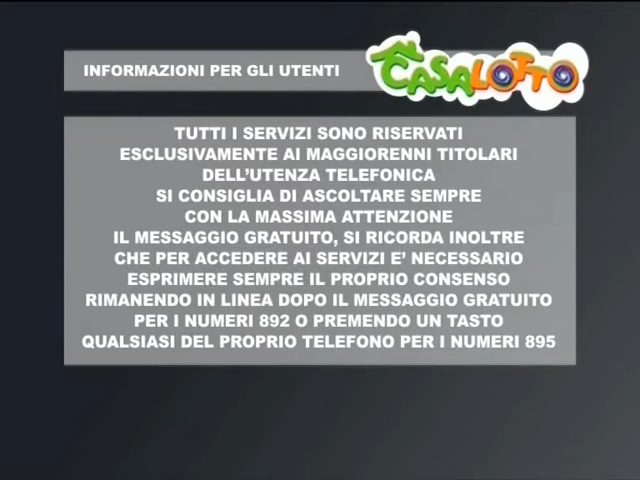 INFORMAZIONI PER GLI UTENTI
CASALOTTO
TUTTI I SERVIZI SONO RISERVATI
ESCLUSIVAMENTE AI MAGGIORENNI TITOLARI
DELL'UTENZA TELEFONICA
SI CONSIGLIA DI ASCOLTARE SEMPRE
CON LA MASSIMA ATTENZIONE
IL MESSAGGIO GRATUITO, SI RICORDA INOLTRE
CHE PER ACCEDERE AI SERVIZI E' NECESSARIO
ESPRIMERE SEMPRE IL PROPRIO CONSENSO
RIMANENDO IN LINEA DOPO IL MESSAGGIO GRATUITO
PER I NUMERI 892 O PREMENDO UN TASTO
QUALSIASI DEL PROPRIO TELEFONO PER I NUMERI 895